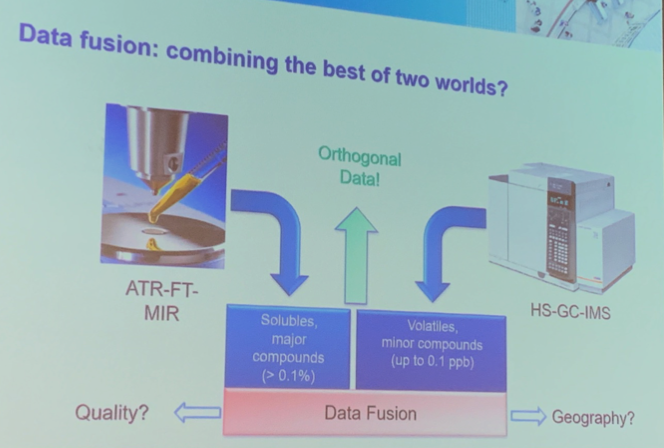 Data fusion: combining the best of two worlds?
Orthogonal
Data!
ATR-FT-
MIR
HS-GC-IMS
Solubles,
major
compounds
(> 0.1%)
Volatiles,
minor compounds
(up to 0.1 ppb)
Quality?
Data Fusion
Geography?